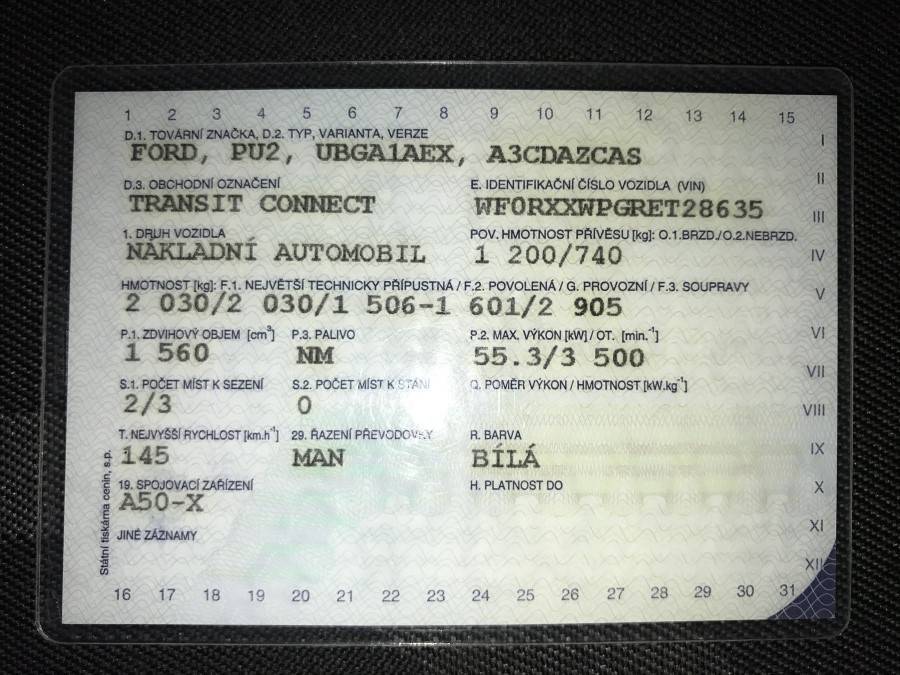 1 2 3 4 5 6 7 8 9 10 11 12 13 14 15
D.1. TOVÁRNÍ ZNAČKA, D.2. TYP, VARIANTA, VERZE
I
FORD, PU2, UBGA1AEX, A3CDAZCAS
D.3. OBCHODNÍ OZNAČENÍ E. IDENTIFIKAČNÍ ČÍSLO VOZIDLA (VIN)
II
TRANSIT CONNECT WF0RXXWPGRET28635
III
1. DRUH VOZIDLA POV. HMOTNOST PŘÍVĚSU [kg]: O.1.BRZD./O.2.NEBRZD.
NÁKLADNÍ AUTOMOBIL 1 200/740
IV
HMOTNOST [kg]: F.1. NEJVĚTŠÍ TECHNICKY PŘÍPUSTNÁ / F.2. POVOLENÁ / G. PROVOZNÍ / F.3. SOUPRAVY
V
2 030/2 030/1 506-1 601/2 905
P.1. ZDVIHOVÝ OBJEM [cm³] P.3. PALIVO P.2. MAX. VÝKON [kW] / OT. [min.⁻¹]
VI
1 560 NM 55.3/3 500
VII
S.1. POČET MÍST K SEZENÍ S.2. POČET MÍST K STÁNÍ Q. POMĚR VÝKON / HMOTNOST [kW.kg⁻¹]
2/3 0
VIII
T. NEJVYŠŠÍ RYCHLOST [km.h⁻¹] 29. ŘAZENÍ PŘEVODOVKY R. BARVA
IX
145 MAN BÍLÁ
19. SPOJOVACÍ ZAŘÍZENÍ H. PLATNOST DO
X
A50-X
XI
JINÉ ZÁZNAMY
XII
Státní tiskárna cenin, s.p.
16 17 18 19 20 21 22 23 24 25 26 27 28 29 30 31